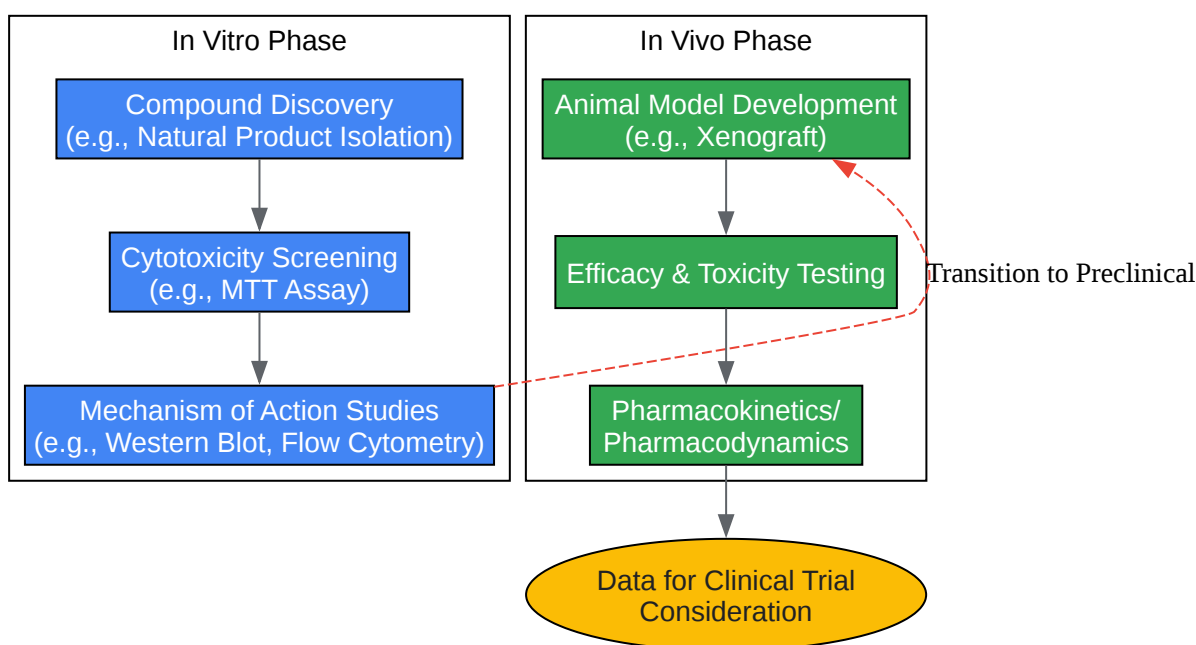 In Vitro Phase
Compound Discovery
(e.g., Natural Product Isolation)
Cytotoxicity Screening
(e.g., MTT Assay)
Mechanism of Action Studies
(e.g., Western Blot, Flow Cytometry)
In Vivo Phase
Animal Model Development
(e.g., Xenograft)
Efficacy & Toxicity Testing
Pharmacokinetics/
Pharmacodynamics
Transition to Preclinical
Data for Clinical Trial
Consideration